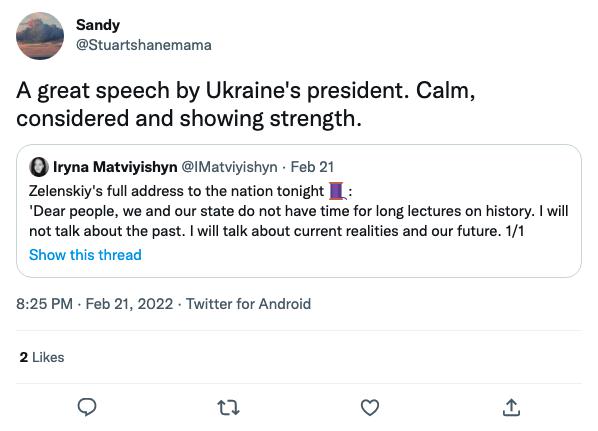 Sandy
@Stuartshanemama
A great speech by Ukraine's president. Calm,
considered and showing strength.
Iryna Matviyishyn @IMatviyishyn · Feb 21
Zelenskiy's full address to the nation tonight 🧵:
'Dear people, we and our state do not have time for long lectures on history. I will
not talk about the past. I will talk about current realities and our future. 1/1
Show this thread
8:25 PM · Feb 21, 2022 · Twitter for Android
2 Likes